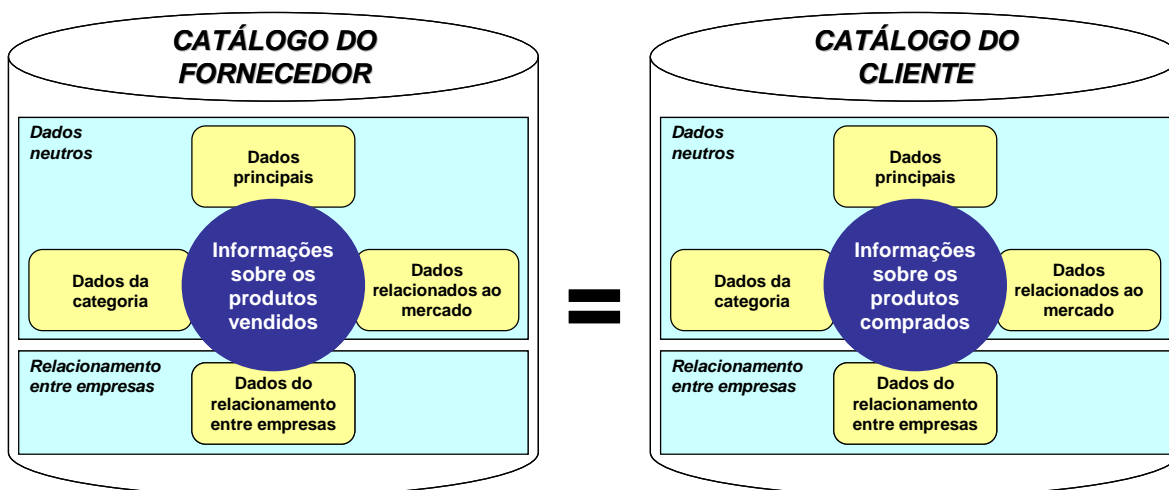 CATÁLOGO DO
FORNECEDOR
Dados
neutros
Dados
principais
Dados da
categoria
Informações
sobre os
produtos
vendidos
Dados
relacionados ao
mercado
Relacionamento
entre empresas
Dados do
relacionamento
entre empresas
=
CATÁLOGO DO
CLIENTE
Dados
neutros
Dados
principais
Dados da
categoria
Informações
sobre os
produtos
comprados
Dados
relacionados ao
mercado
Relacionamento
entre empresas
Dados do
relacionamento
entre empresas